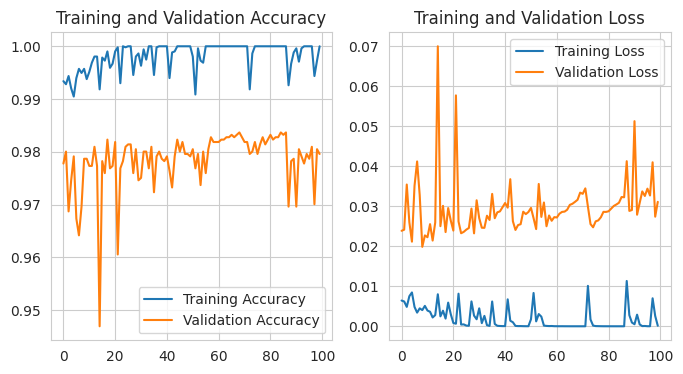 Training and Validation Accuracy
1.00
0.99
0.98
0.97
0.96
0.95
Training Accuracy
Validation Accuracy
0 20 40 60 80 100
Training and Validation Loss
0.07
0.06
0.05
0.04
0.03
0.02
0.01
0.00
Training Loss
Validation Loss
0 20 40 60 80 100